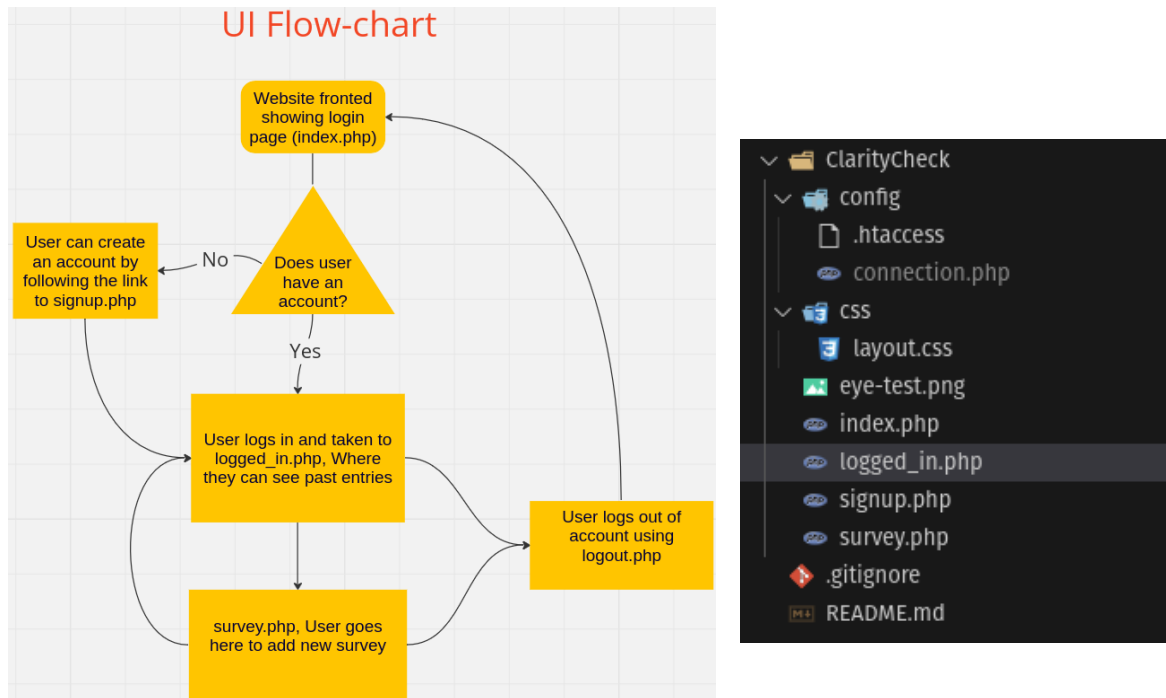 UI Flow-chart
Website fronted
showing login
page (index.php)
Does user
have an
account?
No
User can create
an account by
following the link
to signup.php
Yes
User logs in and taken to
logged_in.php, Where
they can see past entries
User logs out of
account using
logout.php
survey.php, User goes
here to add new survey
ClarityCheck
config
.htaccess
connection.php
css
layout.css
eye-test.png
index.php
logged_in.php
signup.php
survey.php
.gitignore
README.md